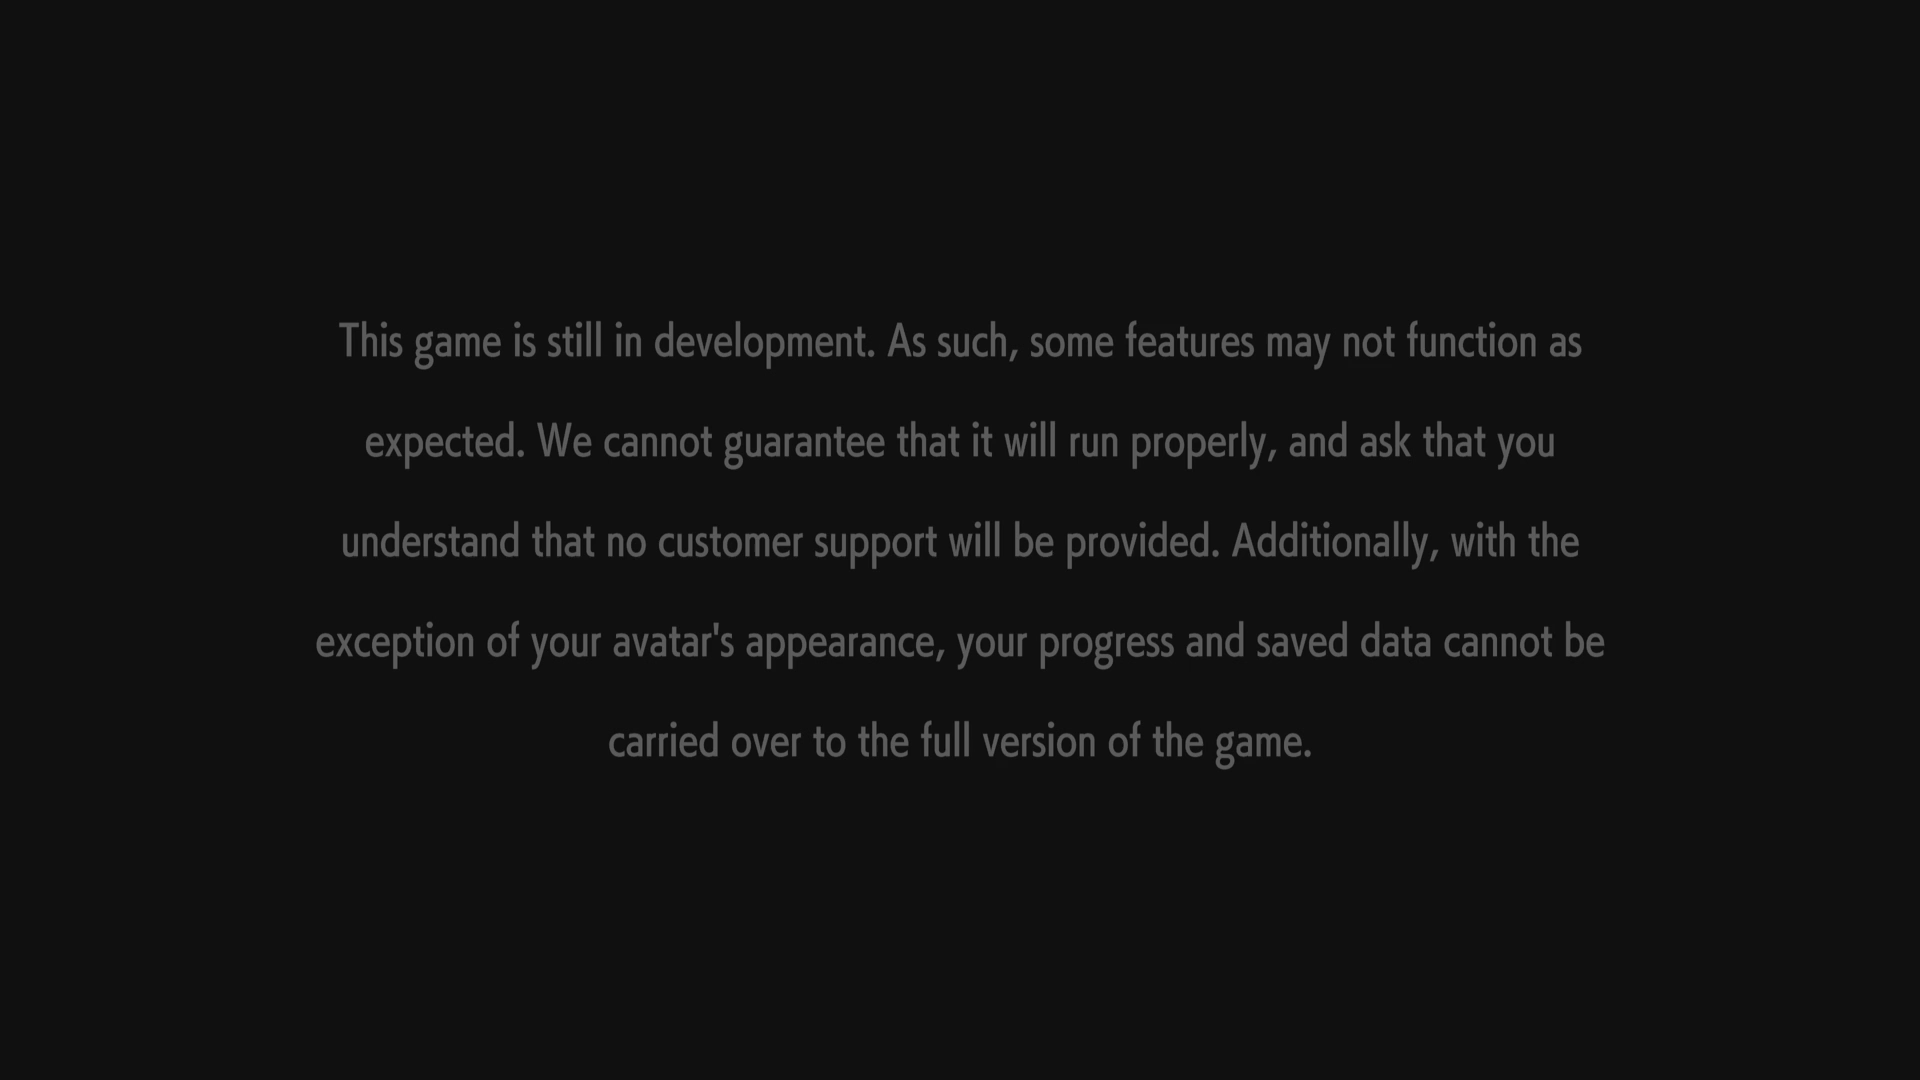 This game is still in development. As such, some features may not function as
expected. We cannot guarantee that it will run properly, and ask that you
understand that no customer support will be provided. Additionally, with the
exception of your avatar's appearance, your progress and saved data cannot be
carried over to the full version of the game.